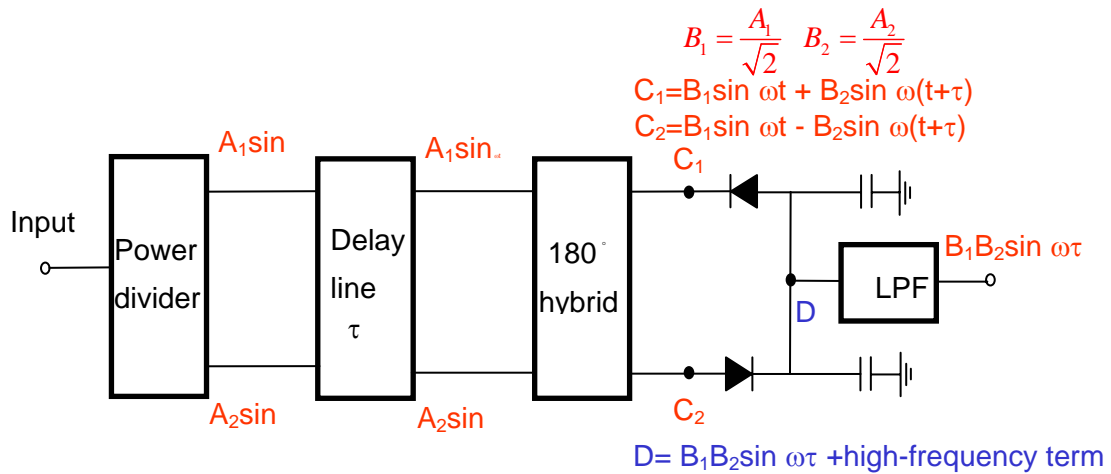 B₁ = A₁/√2 B₂ = A₂/√2
C₁=B₁sin ωt + B₂sin ω(t+τ)
C₂=B₁sin ωt - B₂sin ω(t+τ)
A₁sin
A₁sin
C₁
Input
Power
divider
Delay
line
τ
180°
hybrid
B₁B₂sin ωτ
LPF
D
A₂sin
A₂sin
C₂
D= B₁B₂sin ωτ +high-frequency term